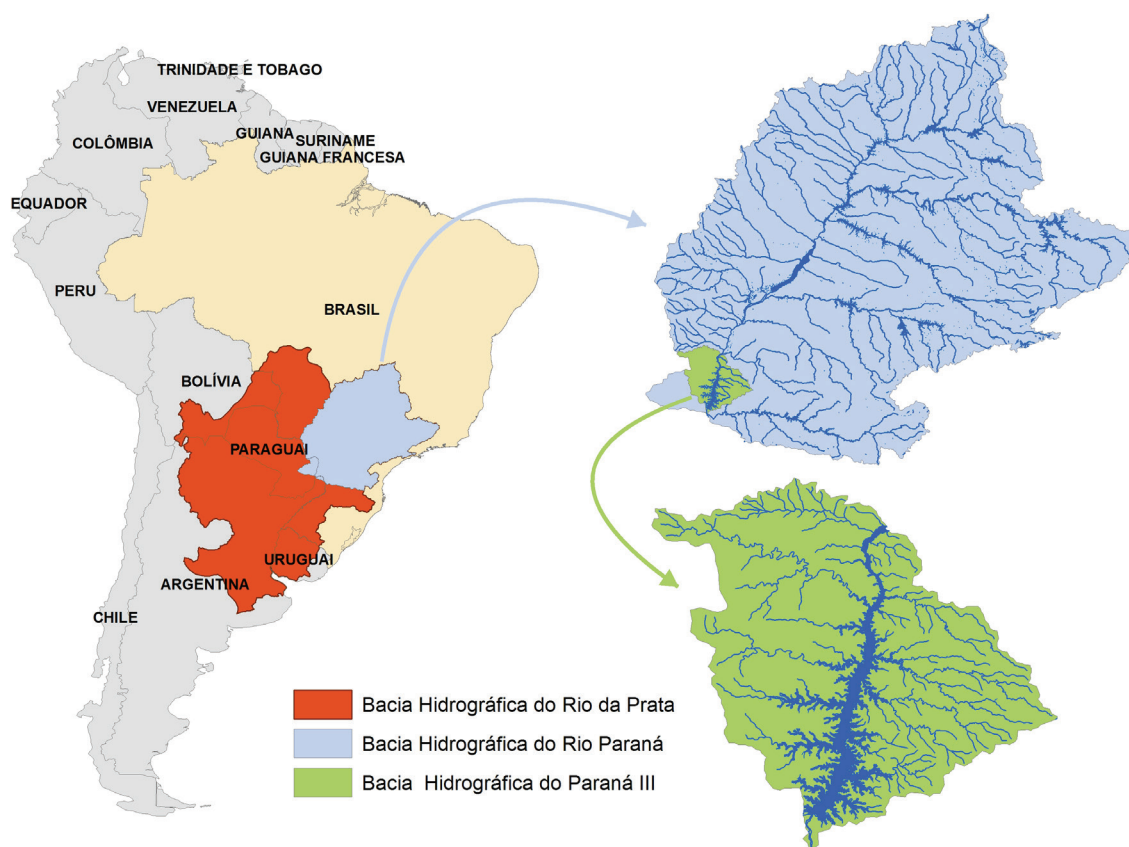 TRINIDADE E TOBAGO
VENEZUELA
GUIANA
SURINAME
COLÔMBIA
GUIANA FRANCESA
EQUADOR
PERU
BRASIL
BOLÍVIA
PARAGUAI
URUGUAI
ARGENTINA
CHILE
Bacia Hidrográfica do Rio da Prata
Bacia Hidrográfica do Rio Paraná
Bacia Hidrográfica do Paraná III